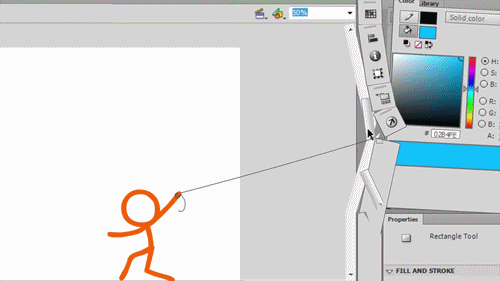 50%
Color
Library
Solid color
H:
S:
B:
R:
G:
B:
A:
# 02B4FE
Properties
Rectangle Tool
FILL AND STROKE